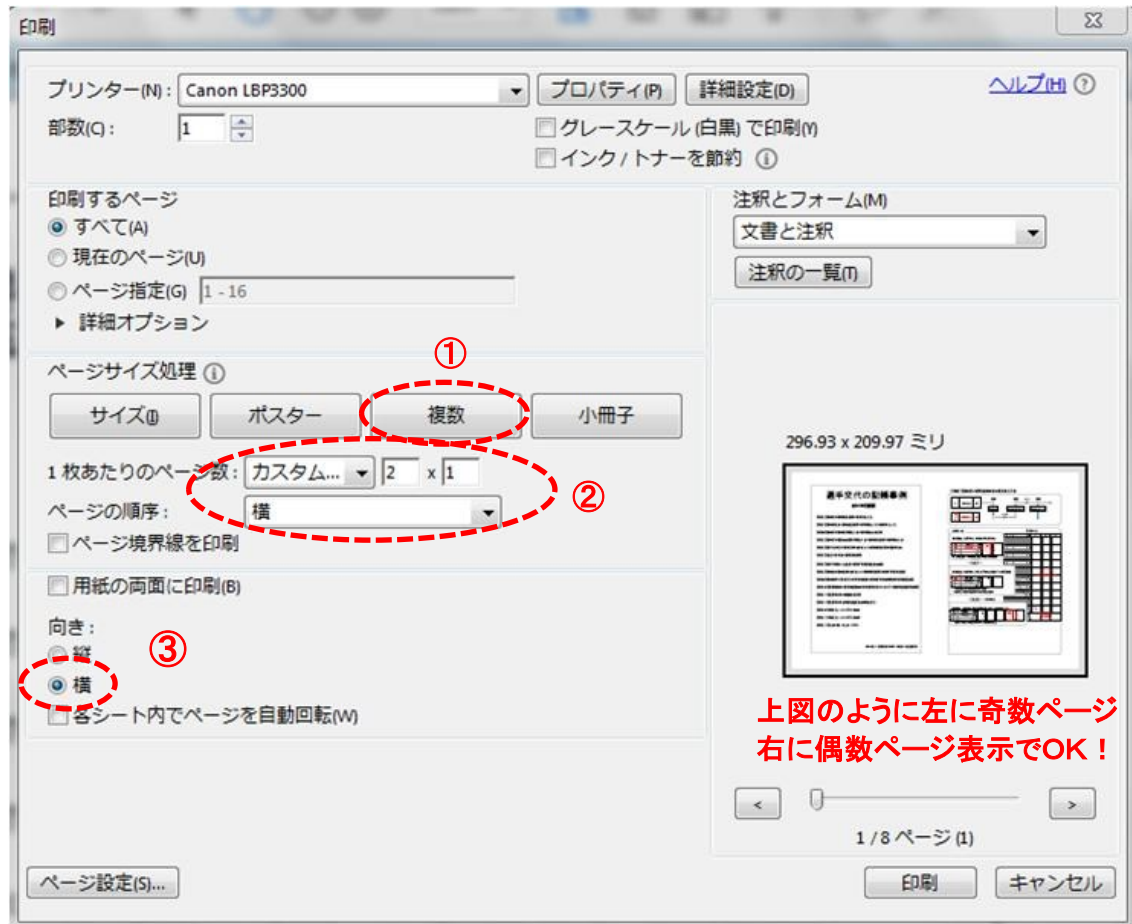 印刷
プリンター(N): Canon LBP3300 プロパティ(P) 詳細設定(D) ヘルプ(H)
部数(C): 1 グレースケール (白黒) で印刷(Y)
インク / トナーを節約
印刷するページ
すべて(A)
現在のページ(U)
ページ指定(G) 1 - 16
詳細オプション
注釈とフォーム(M)
文書と注釈
注釈の一覧(T)
①
ページサイズ処理
サイズ(I) ポスター 複数 小冊子
1 枚あたりのページ数: カスタム... 2 x 1
②
ページの順序: 横
ページ境界線を印刷
用紙の両面に印刷(B)
向き:
③
縦
横
各シート内でページを自動回転(W)
296.93 x 209.97 ミリ
選手交代の記載事例
上図のように左に奇数ページ
右に偶数ページ表示でOK！
< >
1 / 8 ページ (1)
ページ設定(S)... 印刷 キャンセル